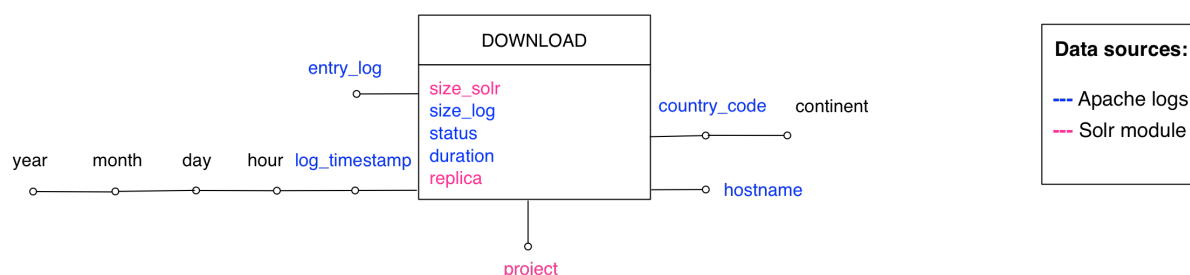 DOWNLOAD
entry_log
size_solr
size_log
status
duration
replica
country_code
continent
hostname
year month day hour log_timestamp
project
Data sources:
--- Apache logs
--- Solr module